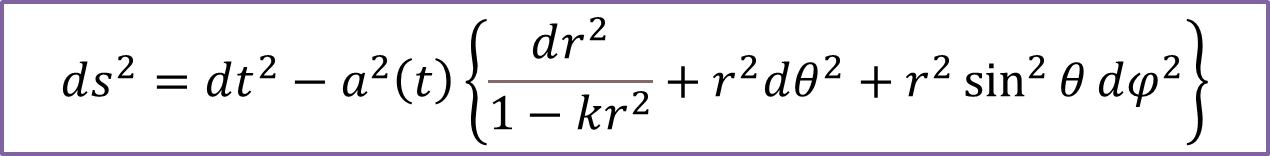 ds² = dt² − a²(t) { dr² / (1 − kr²) + r²dθ² + r² sin² θ dφ² }